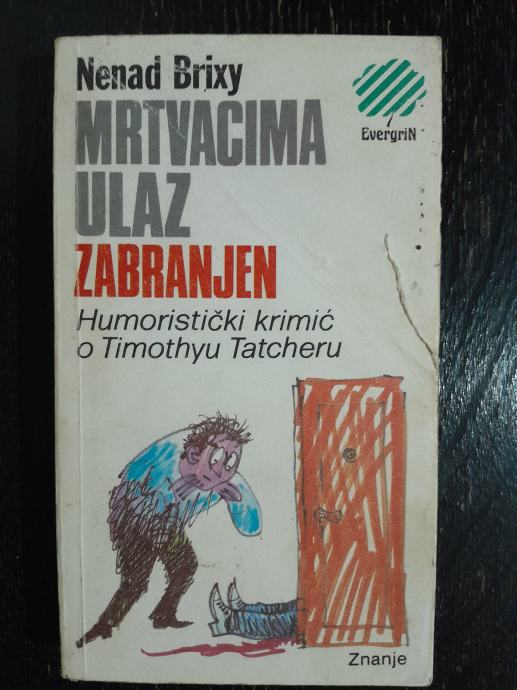 Nenad Brixy
MRTVACIMA
ULAZ
ZABRANJEN
Humoristički krimić
o Timothyu Tatcheru
EvergriN
Znanje